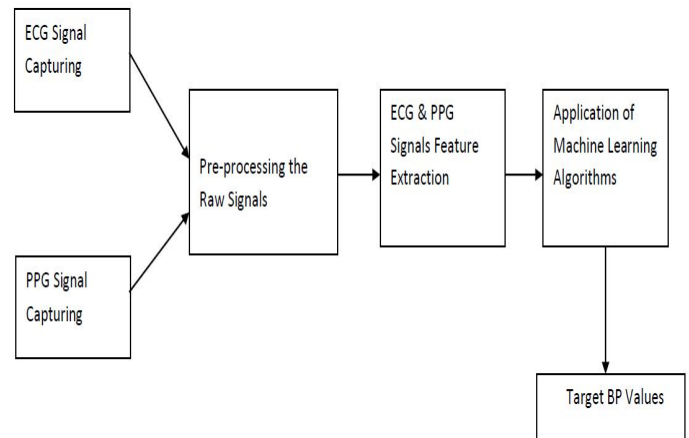 ECG Signal
Capturing
PPG Signal
Capturing
Pre-processing the
Raw Signals
ECG & PPG
Signals Feature
Extraction
Application of
Machine Learning
Algorithms
Target BP Values